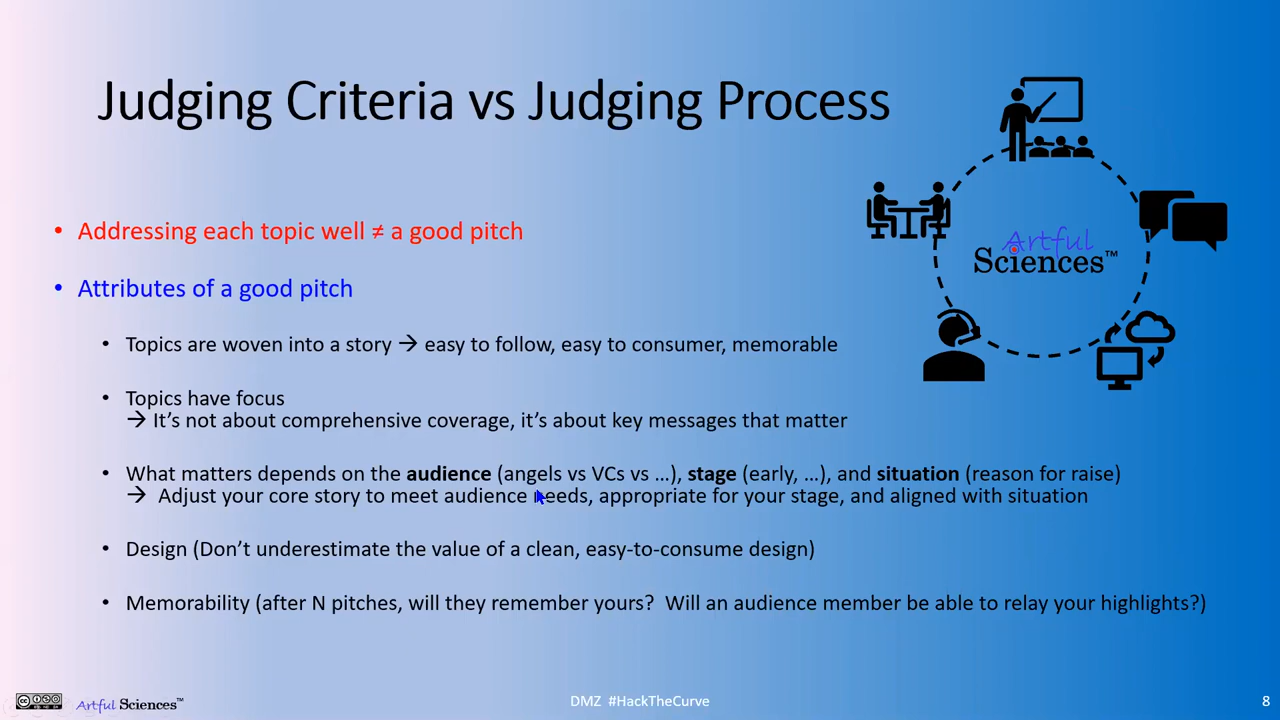 Judging Criteria vs Judging Process
• Addressing each topic well ≠ a good pitch
• Attributes of a good pitch
• Topics are woven into a story → easy to follow, easy to consumer, memorable
• Topics have focus
→ It's not about comprehensive coverage, it's about key messages that matter
• What matters depends on the audience (angels vs VCs vs …), stage (early, …), and situation (reason for raise)
→ Adjust your core story to meet audience needs, appropriate for your stage, and aligned with situation
• Design (Don't underestimate the value of a clean, easy-to-consume design)
• Memorability (after N pitches, will they remember yours?  Will an audience member be able to relay your highlights?)
Artful
Sciences™
Artful Sciences™
DMZ  #HackTheCurve
8